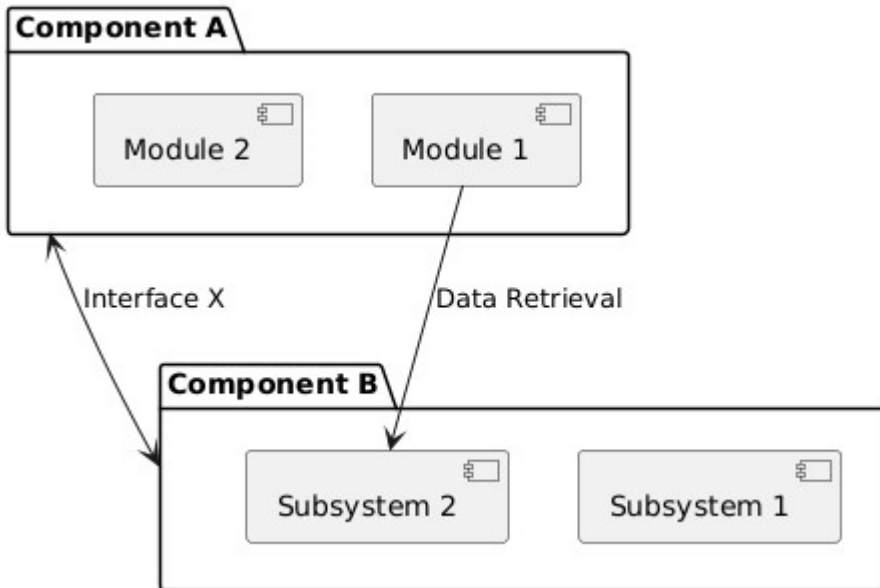 Component A
Module 2
Module 1
Interface X
Data Retrieval
Component B
Subsystem 2
Subsystem 1